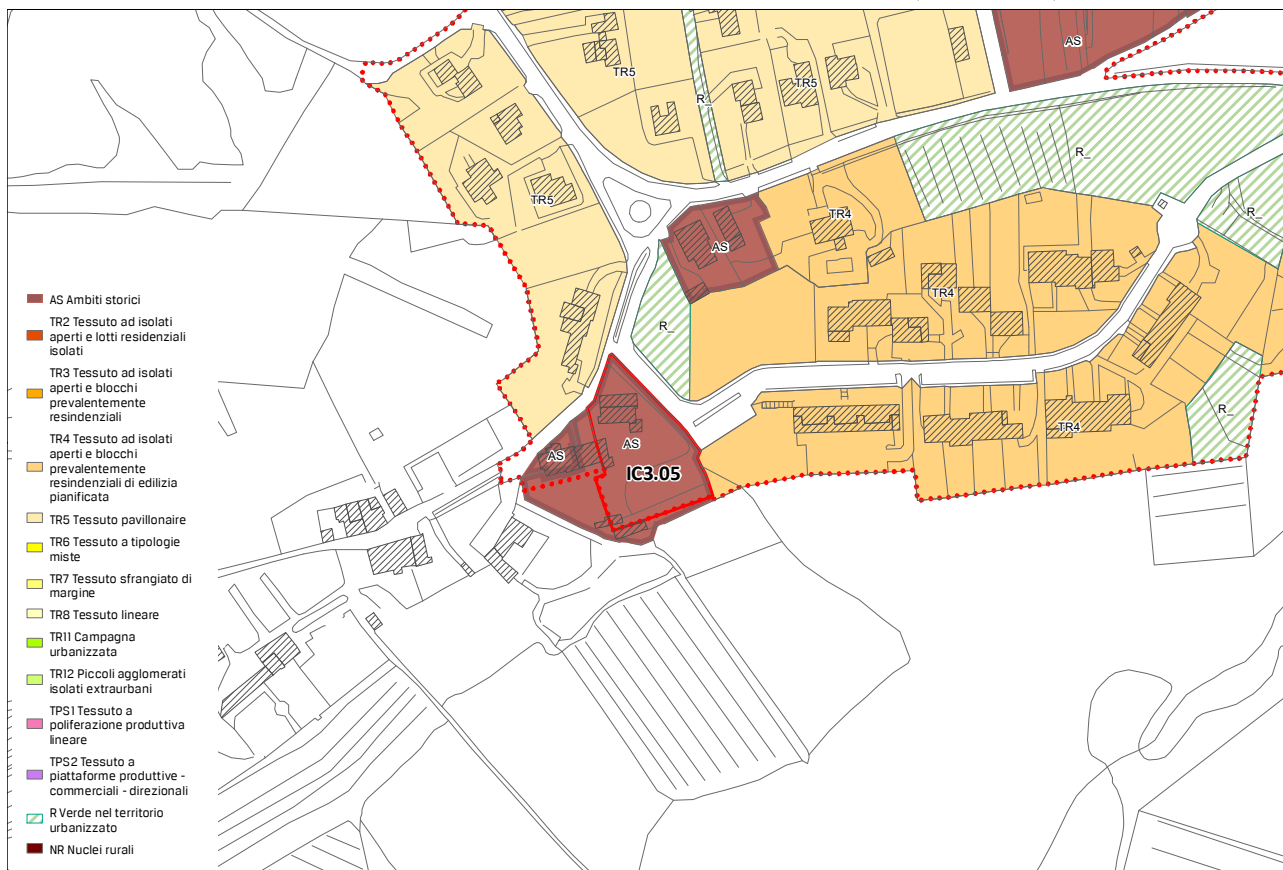 AS
TR5
TR5
R_
R_
TR5
TR4
R_
AS
TR4
R_
R_
TR4
AS
AS
IC3.05
AS Ambiti storici
TR2 Tessuto ad isolati
aperti e lotti residenziali
isolati
TR3 Tessuto ad isolati
aperti e blocchi
prevalentemente
resindenziali
TR4 Tessuto ad isolati
aperti e blocchi
prevalentemente
resindenziali di edilizia
pianificata
TR5 Tessuto pavillonaire
TR6 Tessuto a tipologie
miste
TR7 Tessuto sfrangiato di
margine
TR8 Tessuto lineare
TR11 Campagna
urbanizzata
TR12 Piccoli agglomerati
isolati extraurbani
TPS1 Tessuto a
poliferazione produttiva
lineare
TPS2 Tessuto a
piattaforme produttive -
commerciali - direzionali
R Verde nel territorio
urbanizzato
NR Nuclei rurali